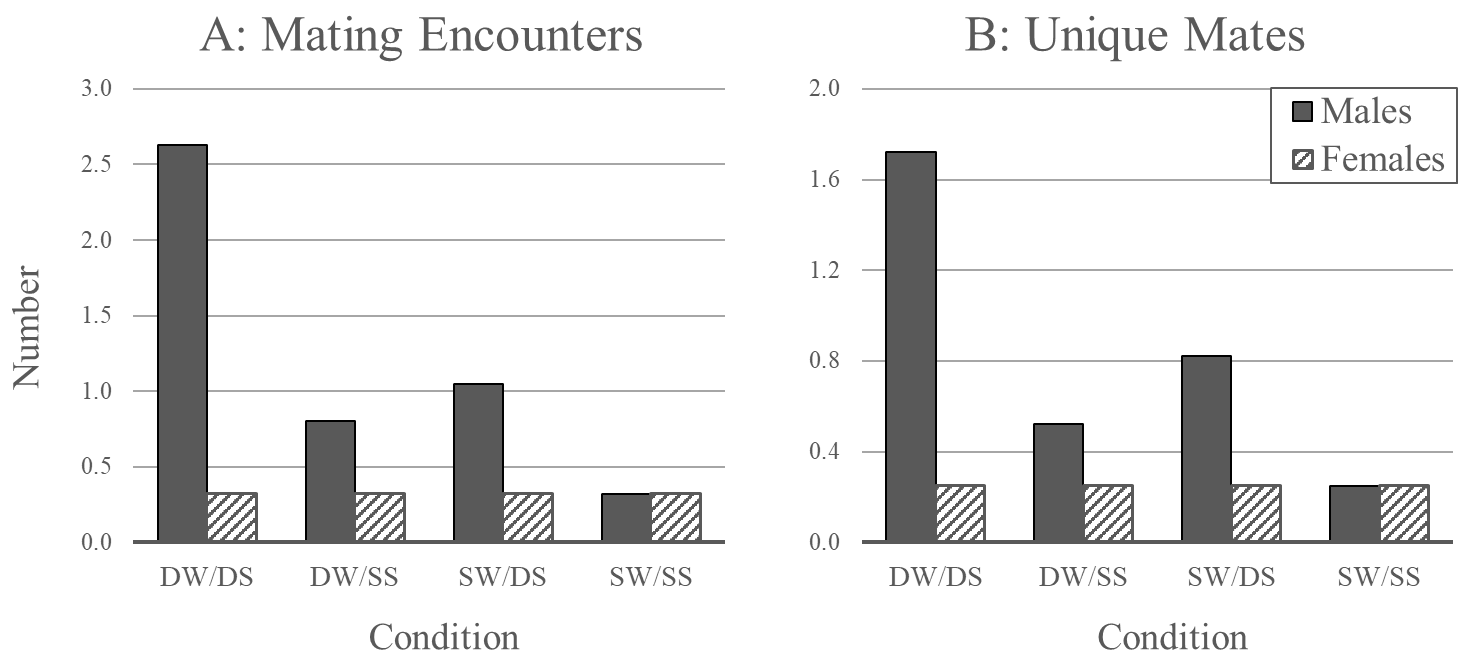 A: Mating Encounters
3.0
2.5
2.0
1.5
1.0
0.5
0.0
Number
DW/DS DW/SS SW/DS SW/SS
Condition
B: Unique Mates
2.0
1.6
1.2
0.8
0.4
0.0
Males
Females
DW/DS DW/SS SW/DS SW/SS
Condition